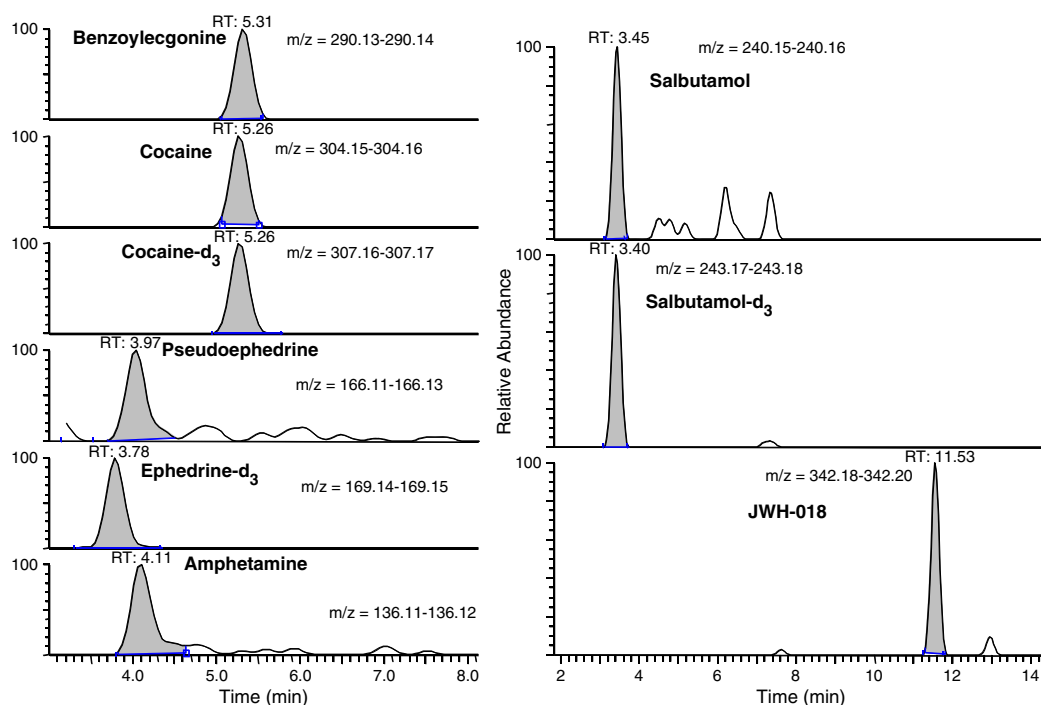 RT: 5.31
100
Benzoylecgonine
m/z = 290.13-290.14
RT: 5.26
100
Cocaine
m/z = 304.15-304.16
RT: 5.26
100
Cocaine-d3
m/z = 307.16-307.17
RT: 3.97
100
Pseudoephedrine
m/z = 166.11-166.13
RT: 3.78
100
Ephedrine-d3
m/z = 169.14-169.15
RT: 4.11
100
Amphetamine
m/z = 136.11-136.12
4.0 5.0 6.0 7.0 8.0
Time (min)
RT: 3.45
100
m/z = 240.15-240.16
Salbutamol
RT: 3.40
100
m/z = 243.17-243.18
Salbutamol-d3
Relative Abundance
RT: 11.53
100
m/z = 342.18-342.20
JWH-018
2 4 6 8 10 12 14
Time (min) Time (min)